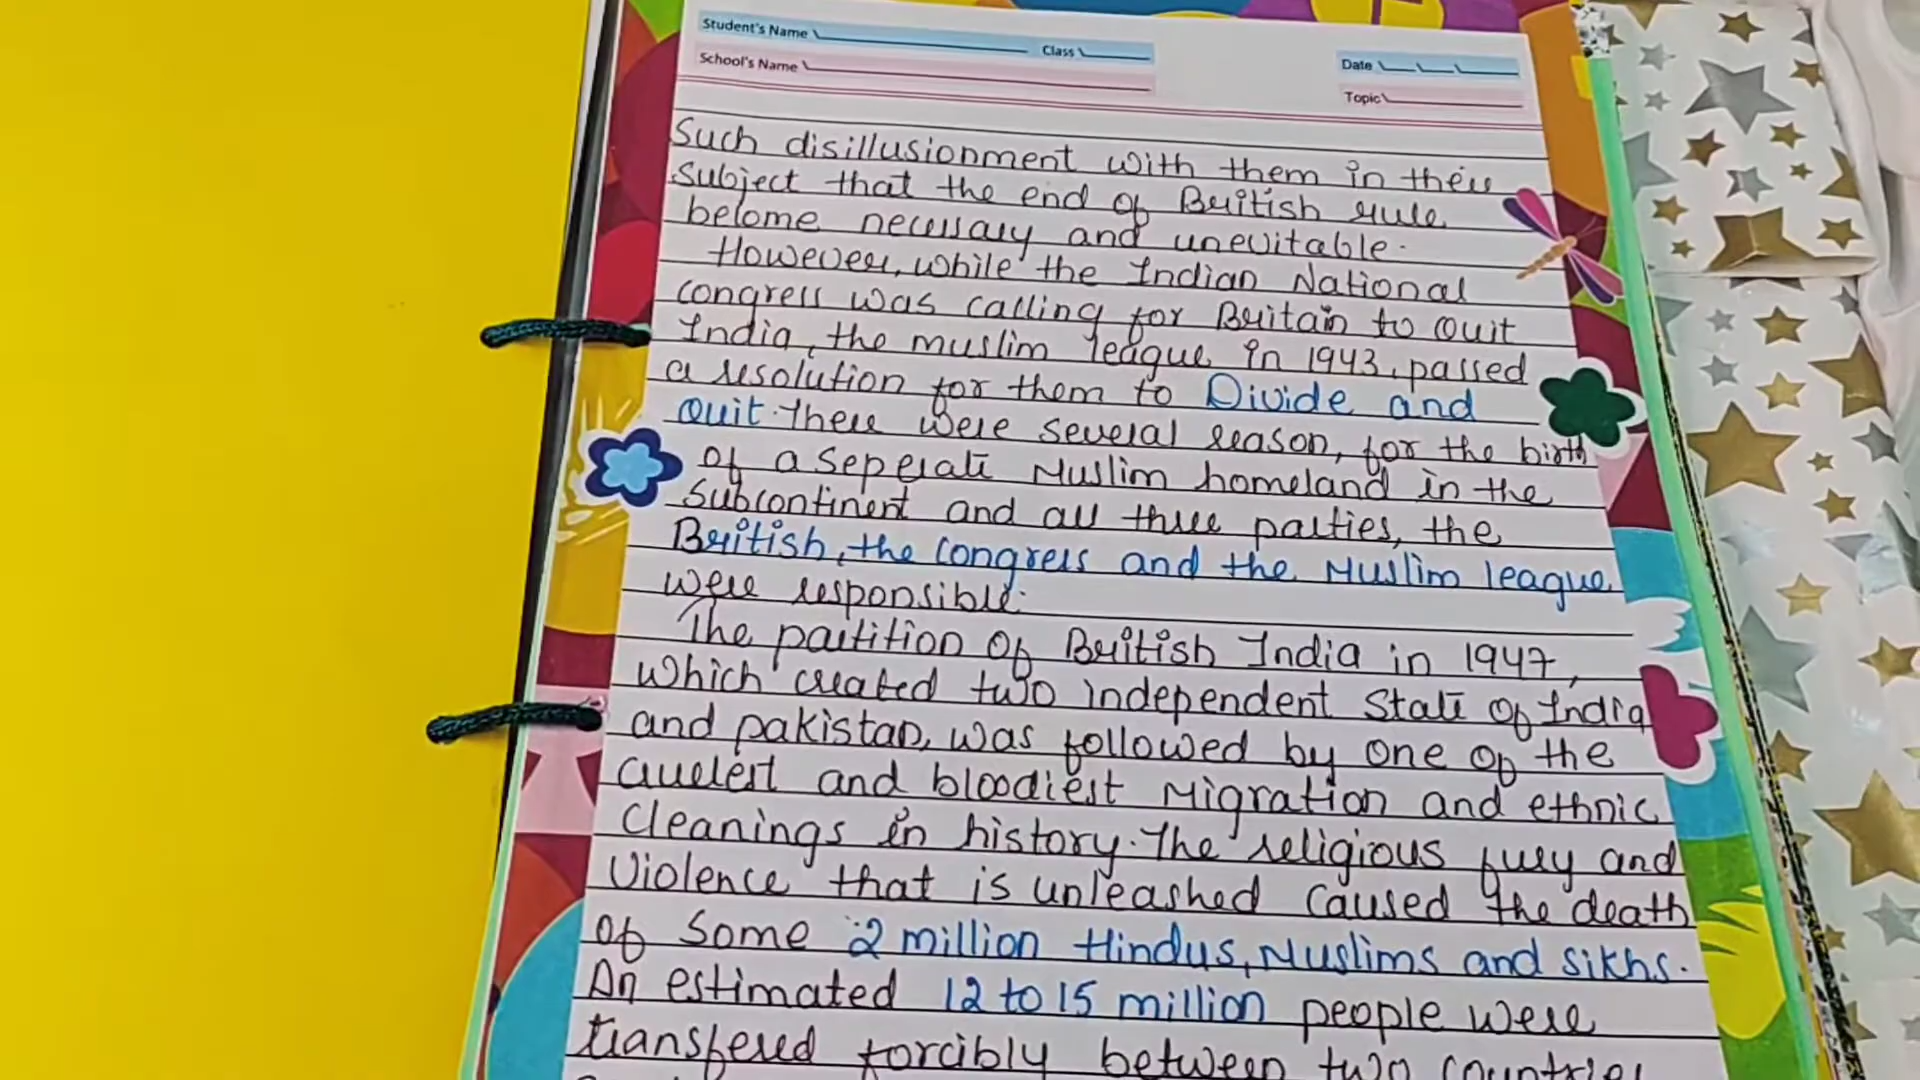 Student's Name
Class
School's Name
Date
Topic
Such disillusionment with them in their
Subject that the end of British rule
belome necessary and unevitable.
However, while the Indian National
congress was calling for Britain to Quit
India, the muslim league in 1943, passed
a resolution for them to Divide and
Quit. There were several reason, for the birth
of a seperate Muslim homeland in the
Subcontinent and all three parties, the
British, the congress and the Muslim league
were responsible.
The partition of British India in 1947,
which created two independent State of India
and pakistan, was followed by one of the
cruelest and bloodiest Migration and ethnic
cleanings in history. The religious fury and
Violence that is unleashed caused the death
of some 2 million Hindus, Muslims and sikhs.
An estimated 12 to 15 million people were
transfered forcibly between two countries